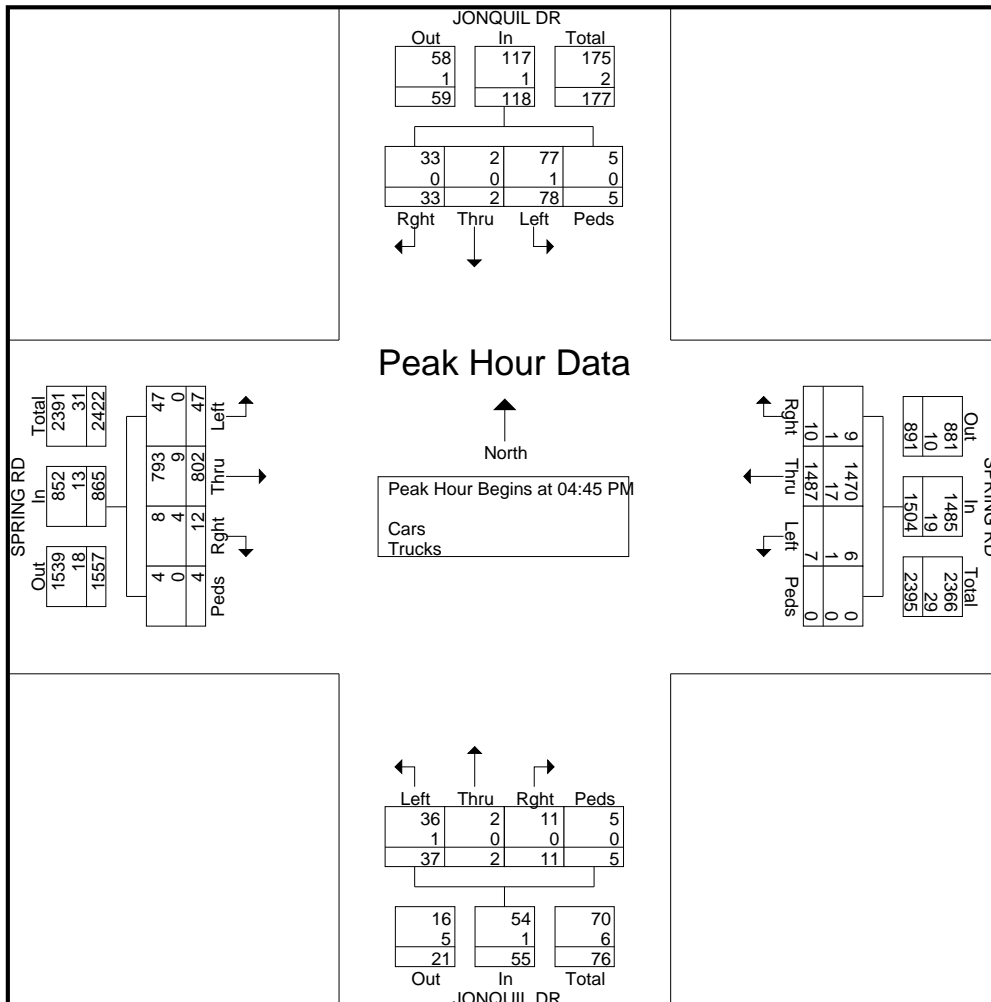 JONQUIL DR
Out In Total
58 117 175
1 1 2
59 118 177
33 2 77 5
0 0 1 0
33 2 78 5
Rght Thru Left Peds
Peak Hour Data
North
Peak Hour Begins at 04:45 PM
Cars
Trucks
SPRING RD
Out In Total
1539 852 2391
18 13 31
1557 865 2422
4 8 793 47
0 4 9 0
4 12 802 47
Peds Rght Thru Left
SPRING RD
Out In Total
881 1485 2366
10 19 29
891 1504 2395
9 1470 6 0
1 17 1 0
10 1487 7 0
Rght Thru Left Peds
Left Thru Rght Peds
36 2 11 5
1 0 0 0
37 2 11 5
16 54 70
5 1 6
21 55 76
Out In Total
JONQUIL DR